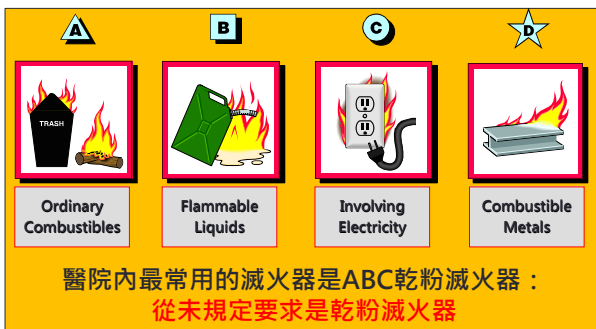 A B C D
TRASH
Ordinary Combustibles
Flammable Liquids
Involving Electricity
Combustible Metals
醫院內最常用的滅火器是ABC乾粉滅火器：
從未規定要求是乾粉滅火器